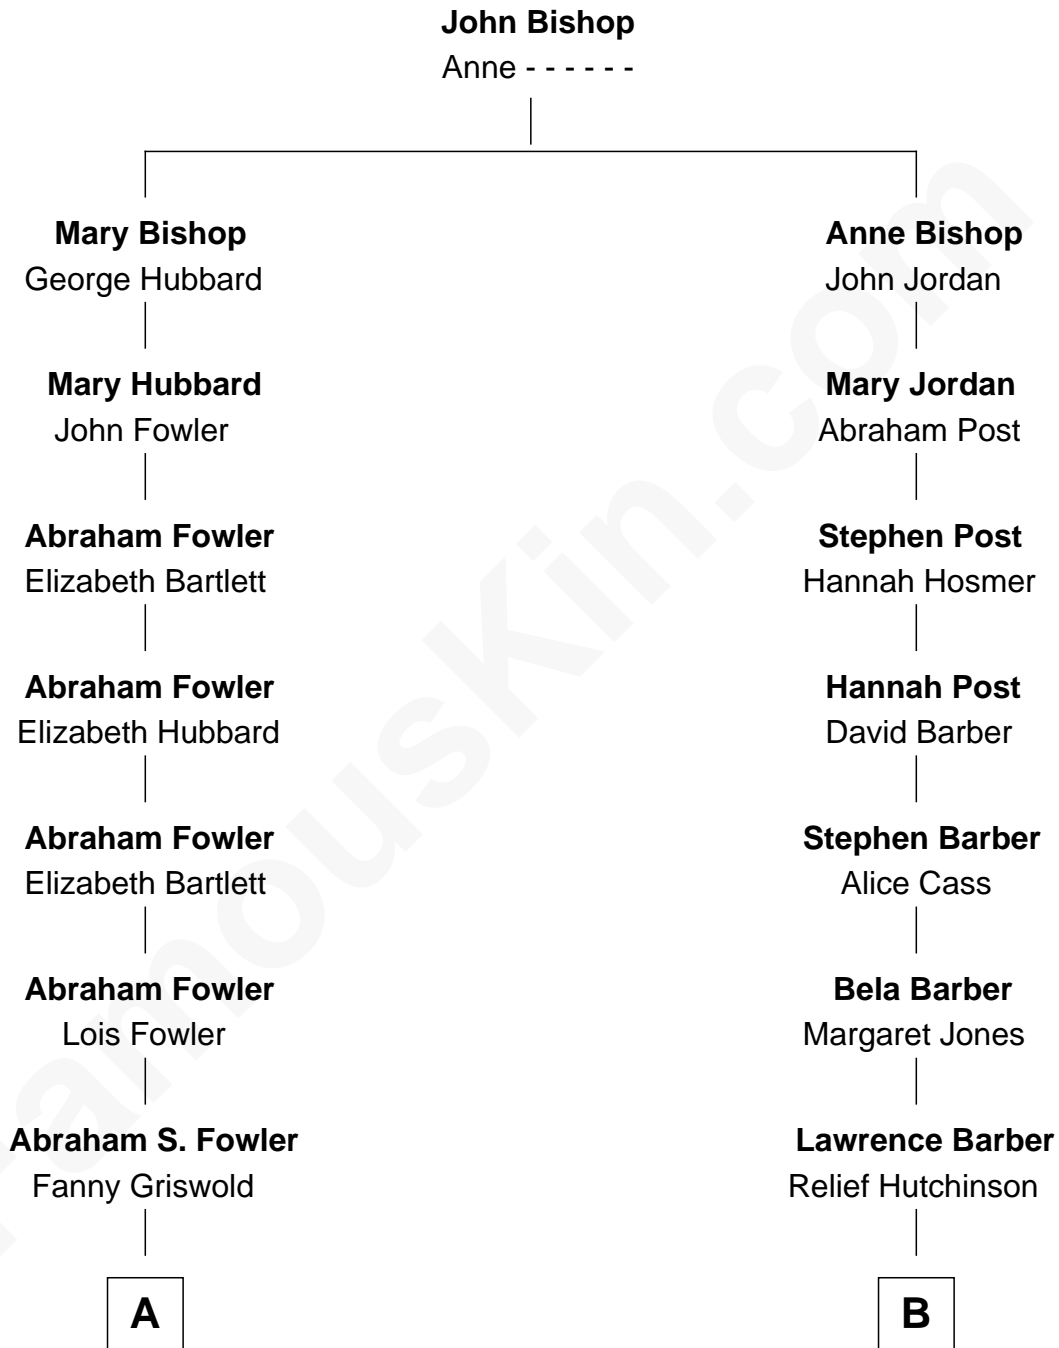 John Bishop
Anne - - - - - -
Mary Bishop
George Hubbard
Anne Bishop
John Jordan
Mary Hubbard
John Fowler
Mary Jordan
Abraham Post
Abraham Fowler
Elizabeth Bartlett
Stephen Post
Hannah Hosmer
Abraham Fowler
Elizabeth Hubbard
Hannah Post
David Barber
Abraham Fowler
Elizabeth Bartlett
Stephen Barber
Alice Cass
Abraham Fowler
Lois Fowler
Bela Barber
Margaret Jones
Abraham S. Fowler
Fanny Griswold
Lawrence Barber
Relief Hutchinson
A
B
FamousKin.com